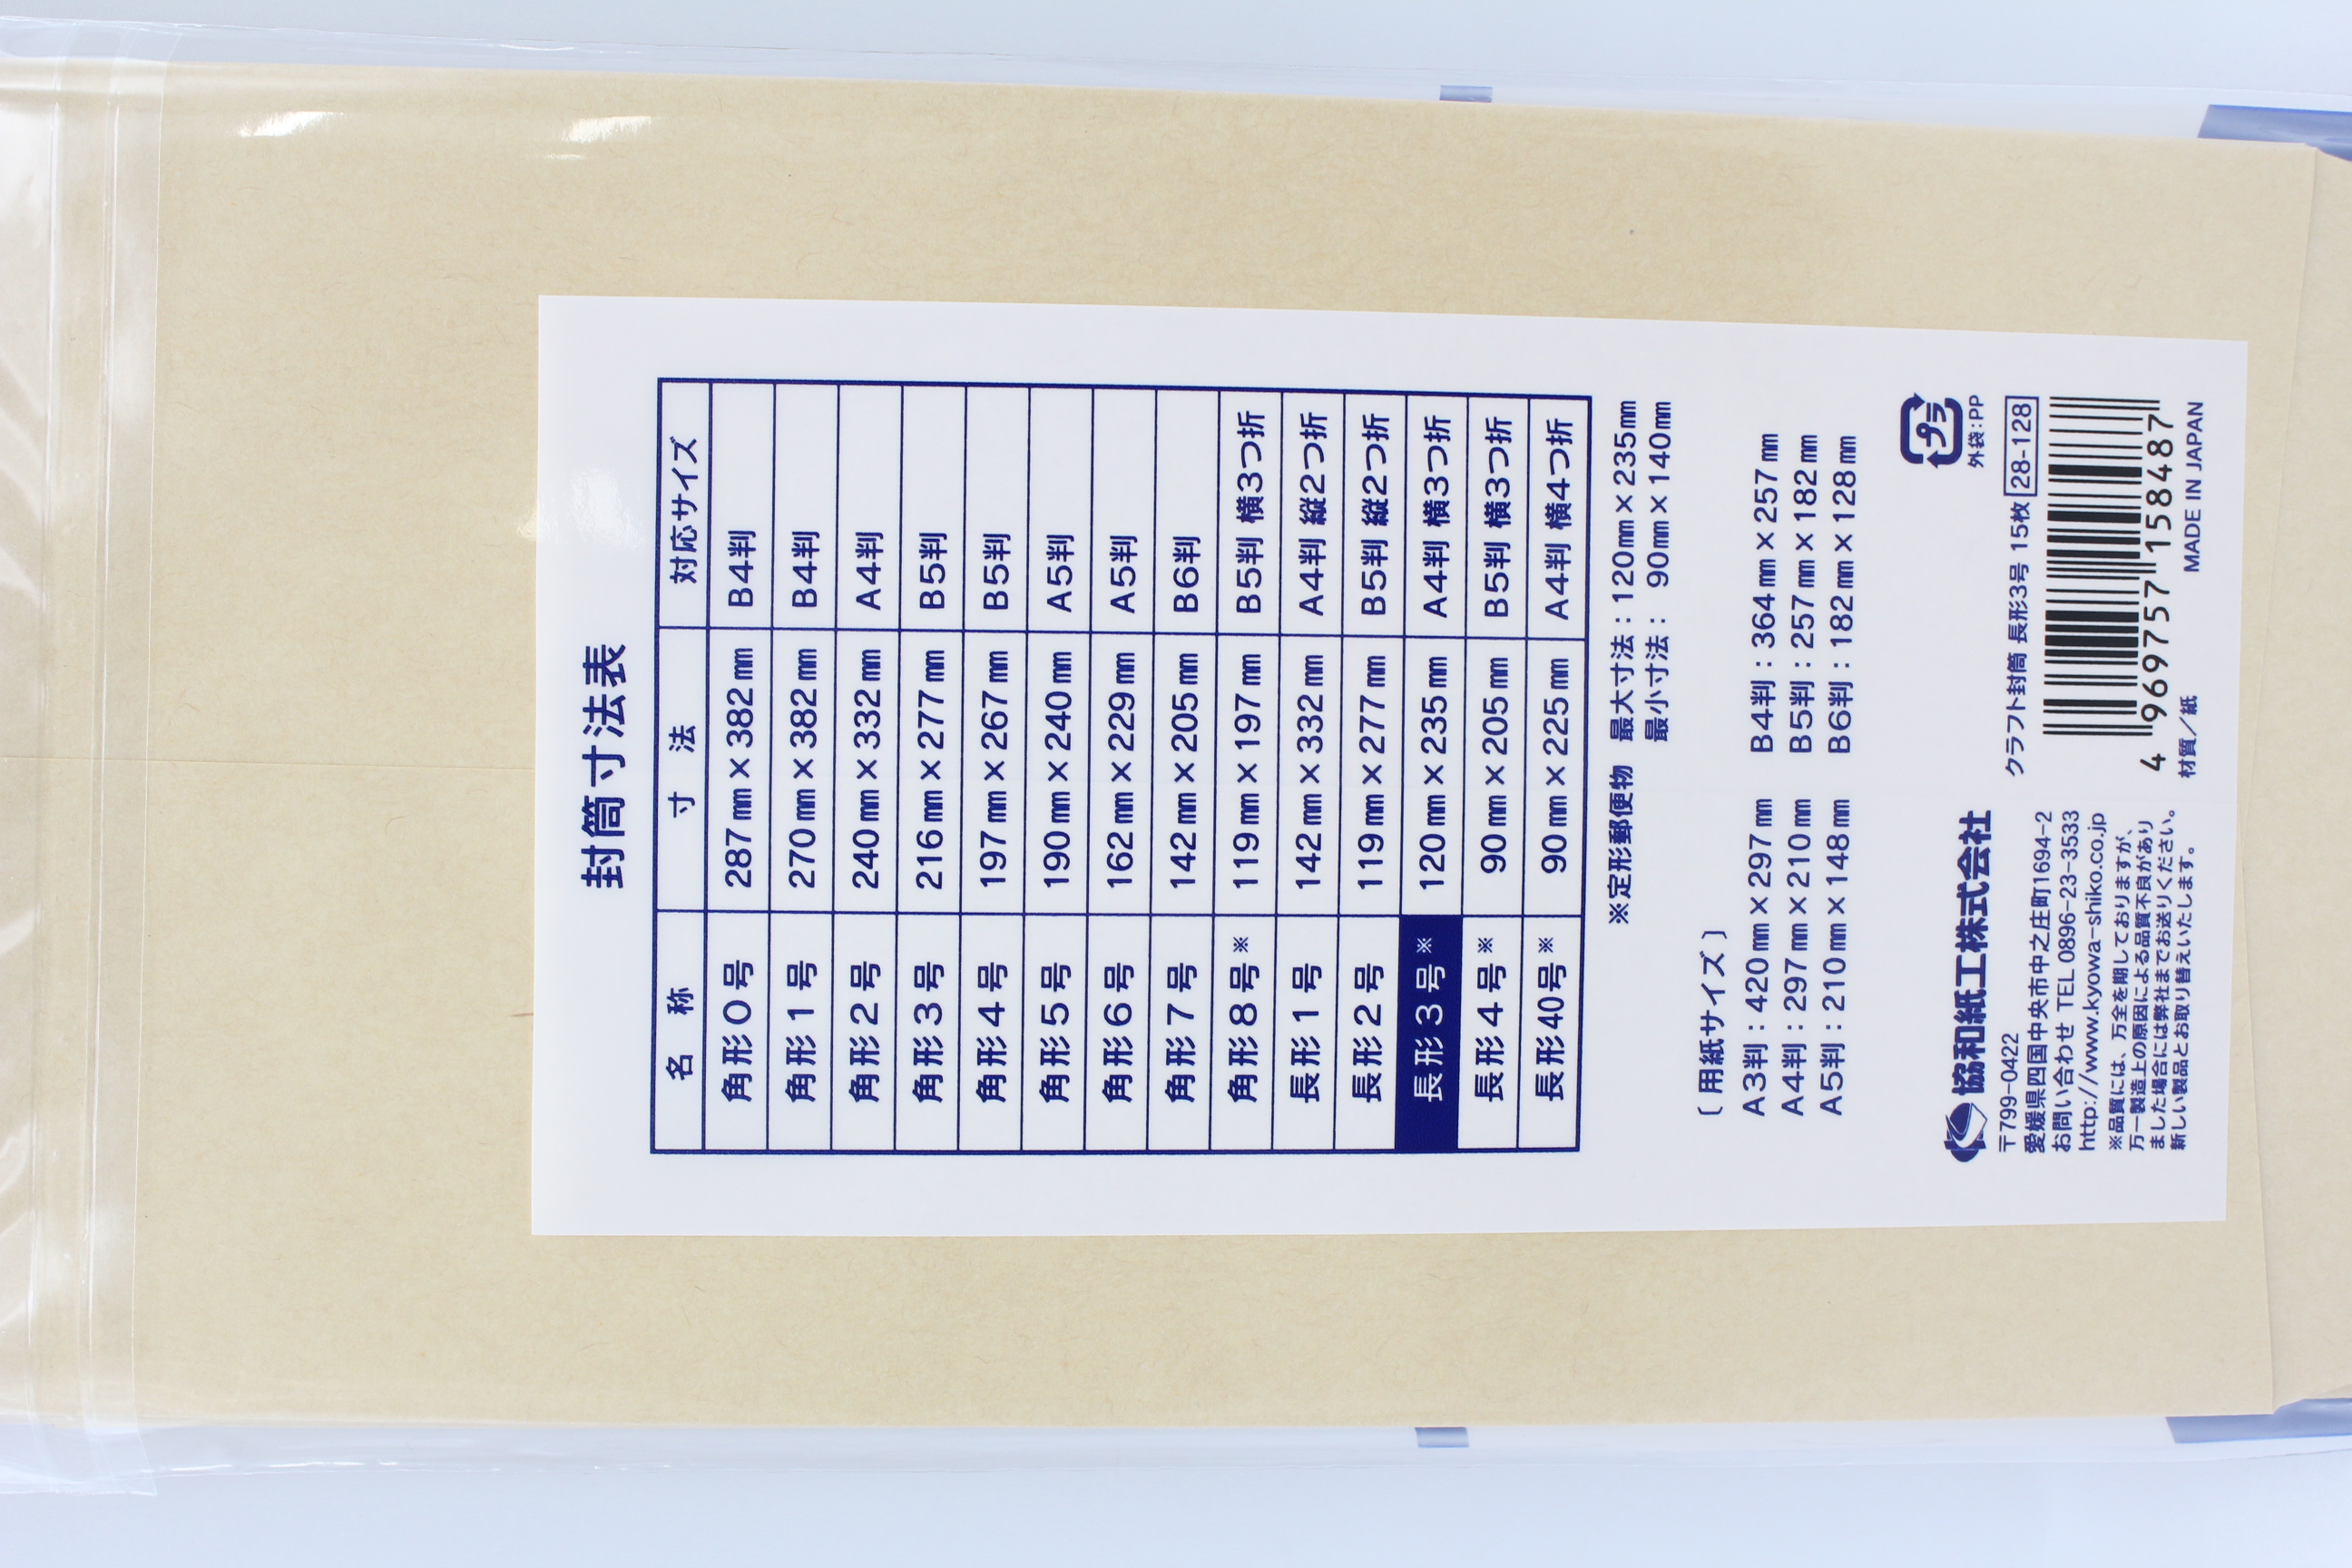 封筒寸法表
名 称 寸 法 対応サイズ
角形0号 287㎜×382㎜ B4判
角形1号 270㎜×382㎜ B4判
角形2号 240㎜×332㎜ A4判
角形3号 216㎜×277㎜ B5判
角形4号 197㎜×267㎜ B5判
角形5号 190㎜×240㎜ A5判
角形6号 162㎜×229㎜ A5判
角形7号 142㎜×205㎜ B6判
角形8号※ 119㎜×197㎜ B5判 横3つ折
長形1号 142㎜×332㎜ A4判 縦2つ折
長形2号 119㎜×277㎜ B5判 縦2つ折
長形3号※ 120㎜×235㎜ A4判 横3つ折
長形4号※ 90㎜×205㎜ B5判 横3つ折
長形40号※ 90㎜×225㎜ A4判 横4つ折
※定形郵便物 最大寸法：120㎜×235㎜
最小寸法： 90㎜×140㎜
〔用紙サイズ〕
A3判：420㎜×297㎜ B4判：364㎜×257㎜
A4判：297㎜×210㎜ B5判：257㎜×182㎜
A5判：210㎜×148㎜ B6判：182㎜×128㎜
プラ
外袋：PP
協和紙工株式会社
〒799-0422
愛媛県四国中央市中之庄町1694-2
お問い合わせ TEL 0896-23-3533
http://www.kyowa-shiko.co.jp
※品質には、万全を期しておりますが、
万一製造上の原因による品質不良があり
ました場合には弊社までお送りください。
新しい製品とお取り替えいたします。
クラフト封筒 長形3号 15枚 28-128
4 969757 158487
材質／紙 MADE IN JAPAN